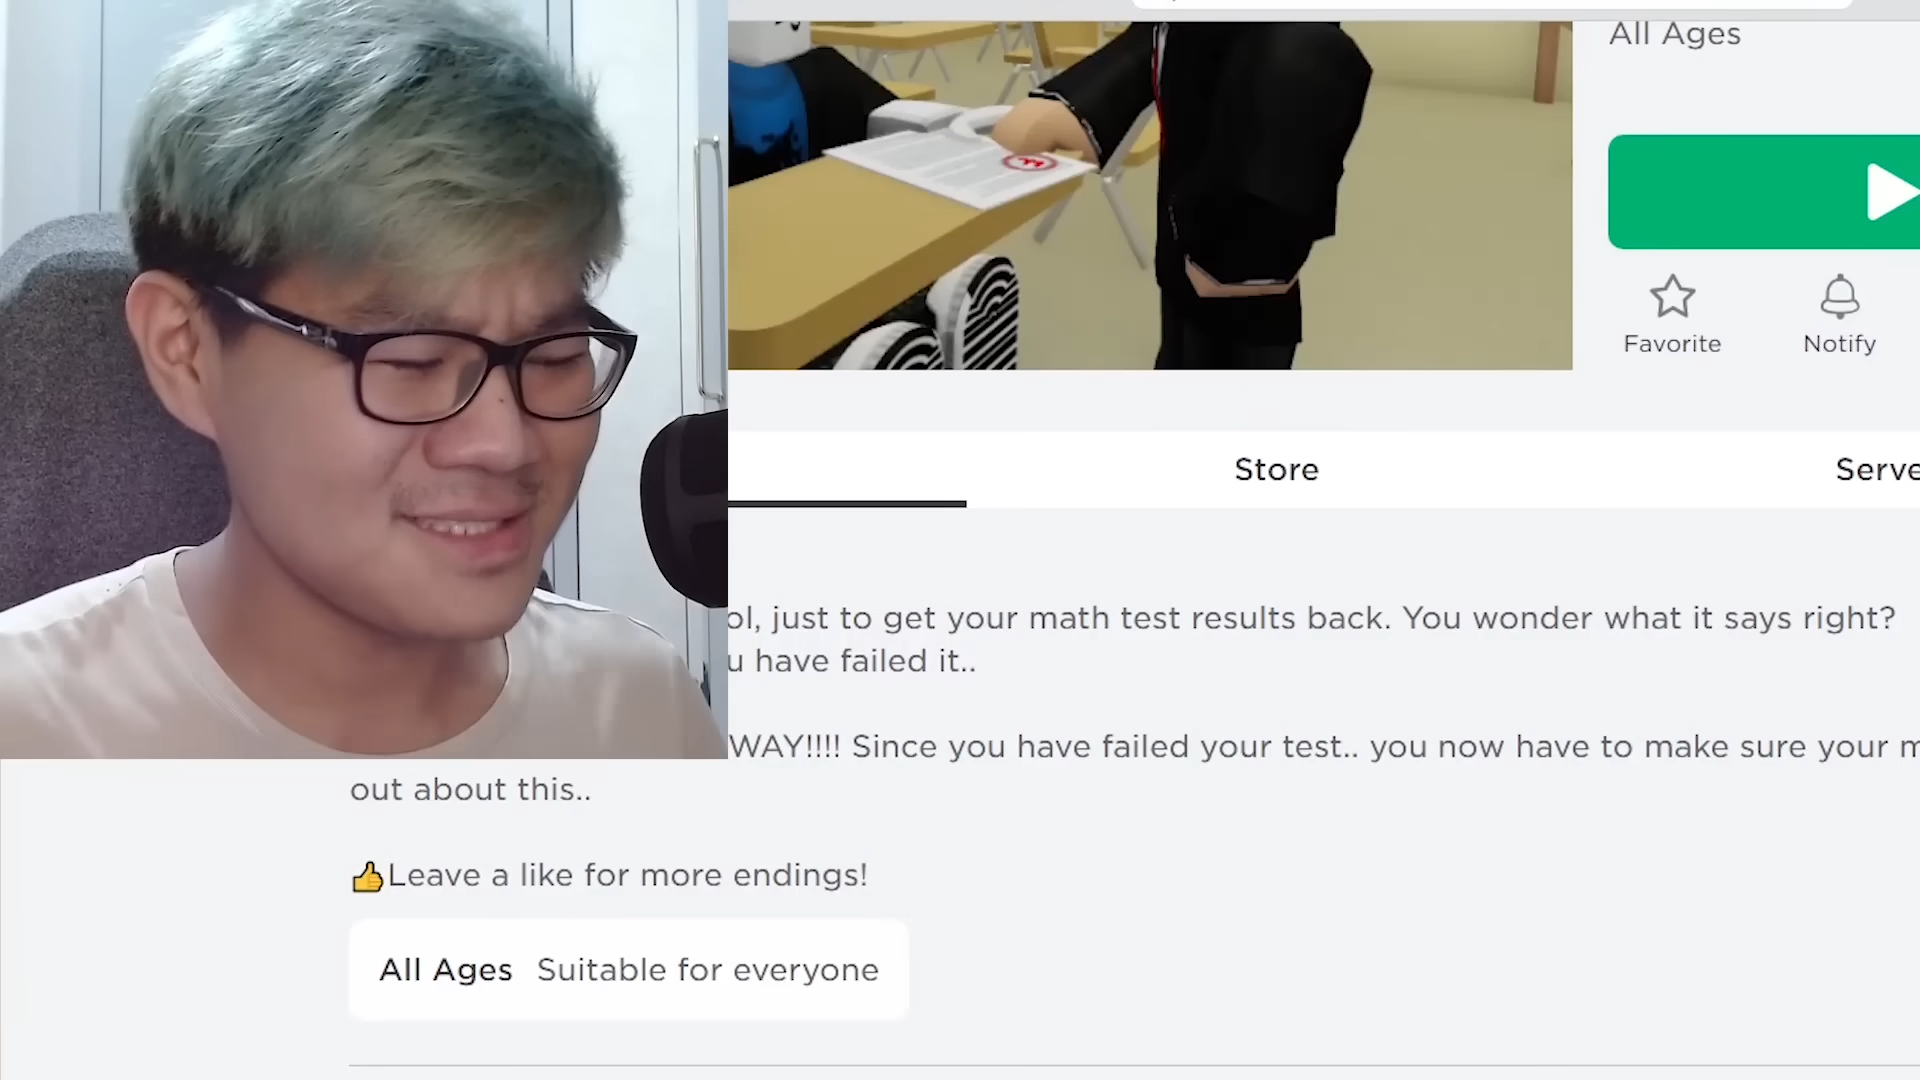 All Ages
Favorite
Notify
Store
Serve
ol, just to get your math test results back. You wonder what it says right?
u have failed it..
WAY!!!! Since you have failed your test.. you now have to make sure your m
out about this..
👍Leave a like for more endings!
All Ages Suitable for everyone